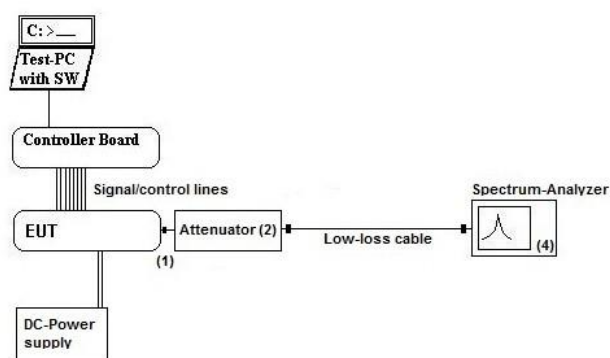 C: >__
Test-PC
with SW
Controller Board
Signal/control lines
Spectrum-Analyzer
EUT
Attenuator (2)
Low-loss cable
(4)
(1)
DC-Power
supply